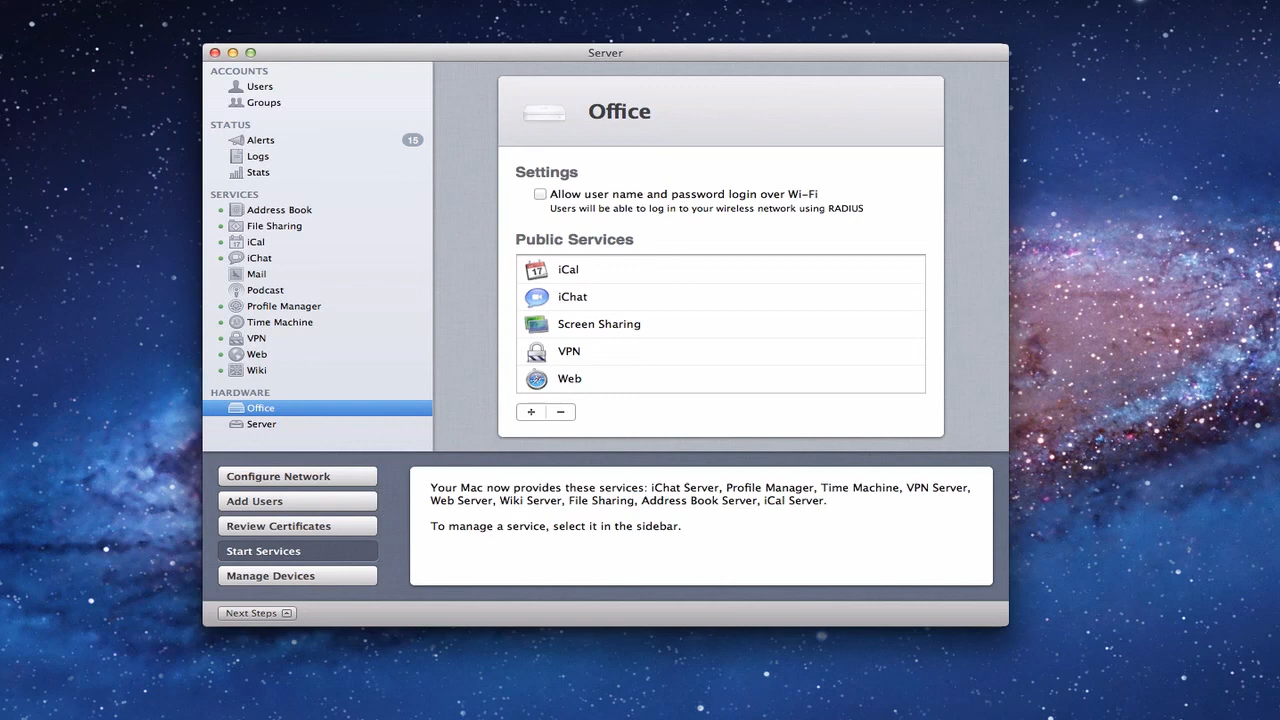 Server
ACCOUNTS
Users
Groups
STATUS
Alerts 15
Logs
Stats
SERVICES
Address Book
File Sharing
iCal
iChat
Mail
Podcast
Profile Manager
Time Machine
VPN
Web
Wiki
HARDWARE
Office
Server
Office
Settings
Allow user name and password login over Wi-Fi
Users will be able to log in to your wireless network using RADIUS
Public Services
17 iCal
iChat
Screen Sharing
VPN
Web
+ −
Configure Network
Add Users
Review Certificates
Start Services
Manage Devices
Your Mac now provides these services: iChat Server, Profile Manager, Time Machine, VPN Server,
Web Server, Wiki Server, File Sharing, Address Book Server, iCal Server.
To manage a service, select it in the sidebar.
Next Steps